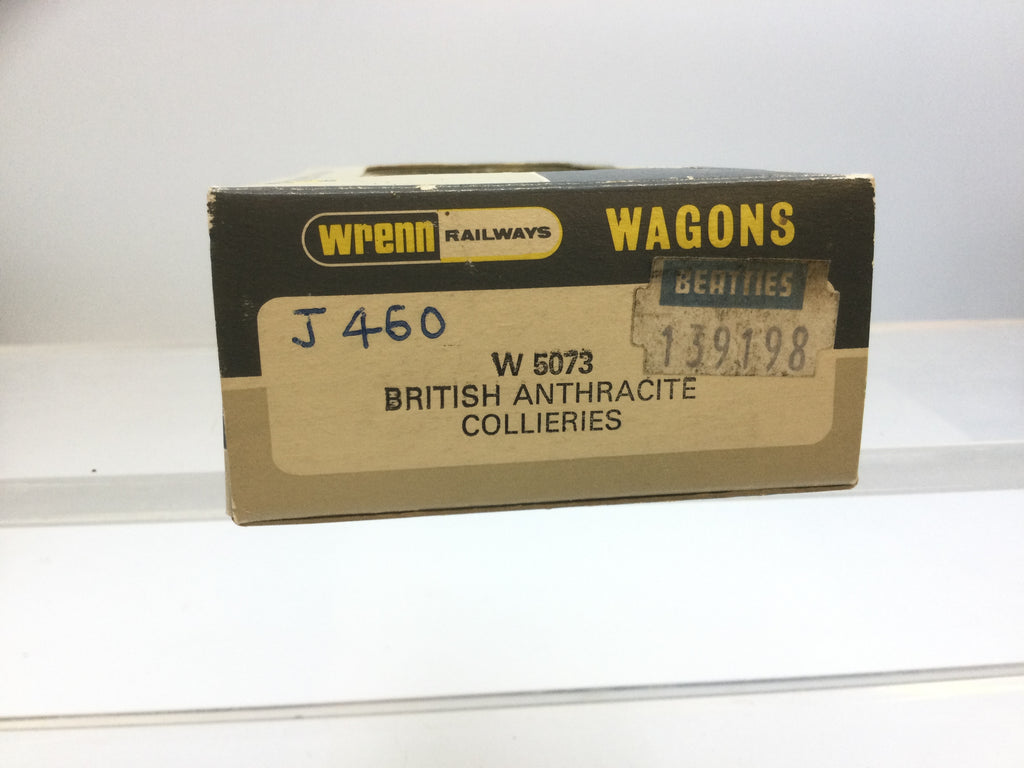 Wrenn RAILWAYS WAGONS
BEATTIES
J 460
139198
W 5073
BRITISH ANTHRACITE
COLLIERIES